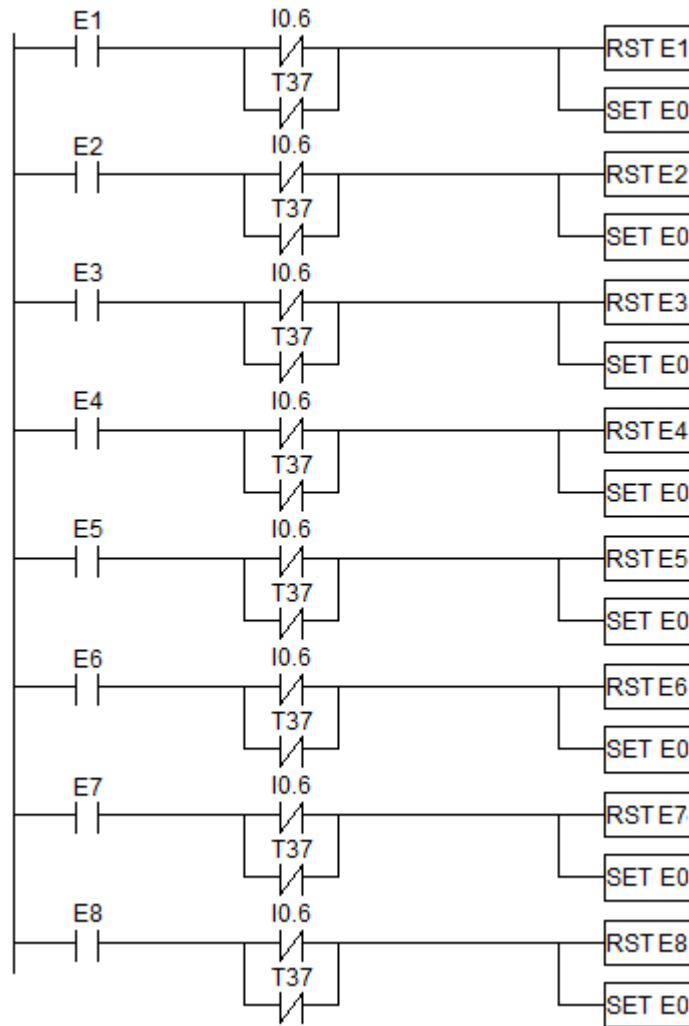 E1 I0.6 RST E1
T37 SET E0
E2 I0.6 RST E2
T37 SET E0
E3 I0.6 RST E3
T37 SET E0
E4 I0.6 RST E4
T37 SET E0
E5 I0.6 RST E5
T37 SET E0
E6 I0.6 RST E6
T37 SET E0
E7 I0.6 RST E7
T37 SET E0
E8 I0.6 RST E8
T37 SET E0